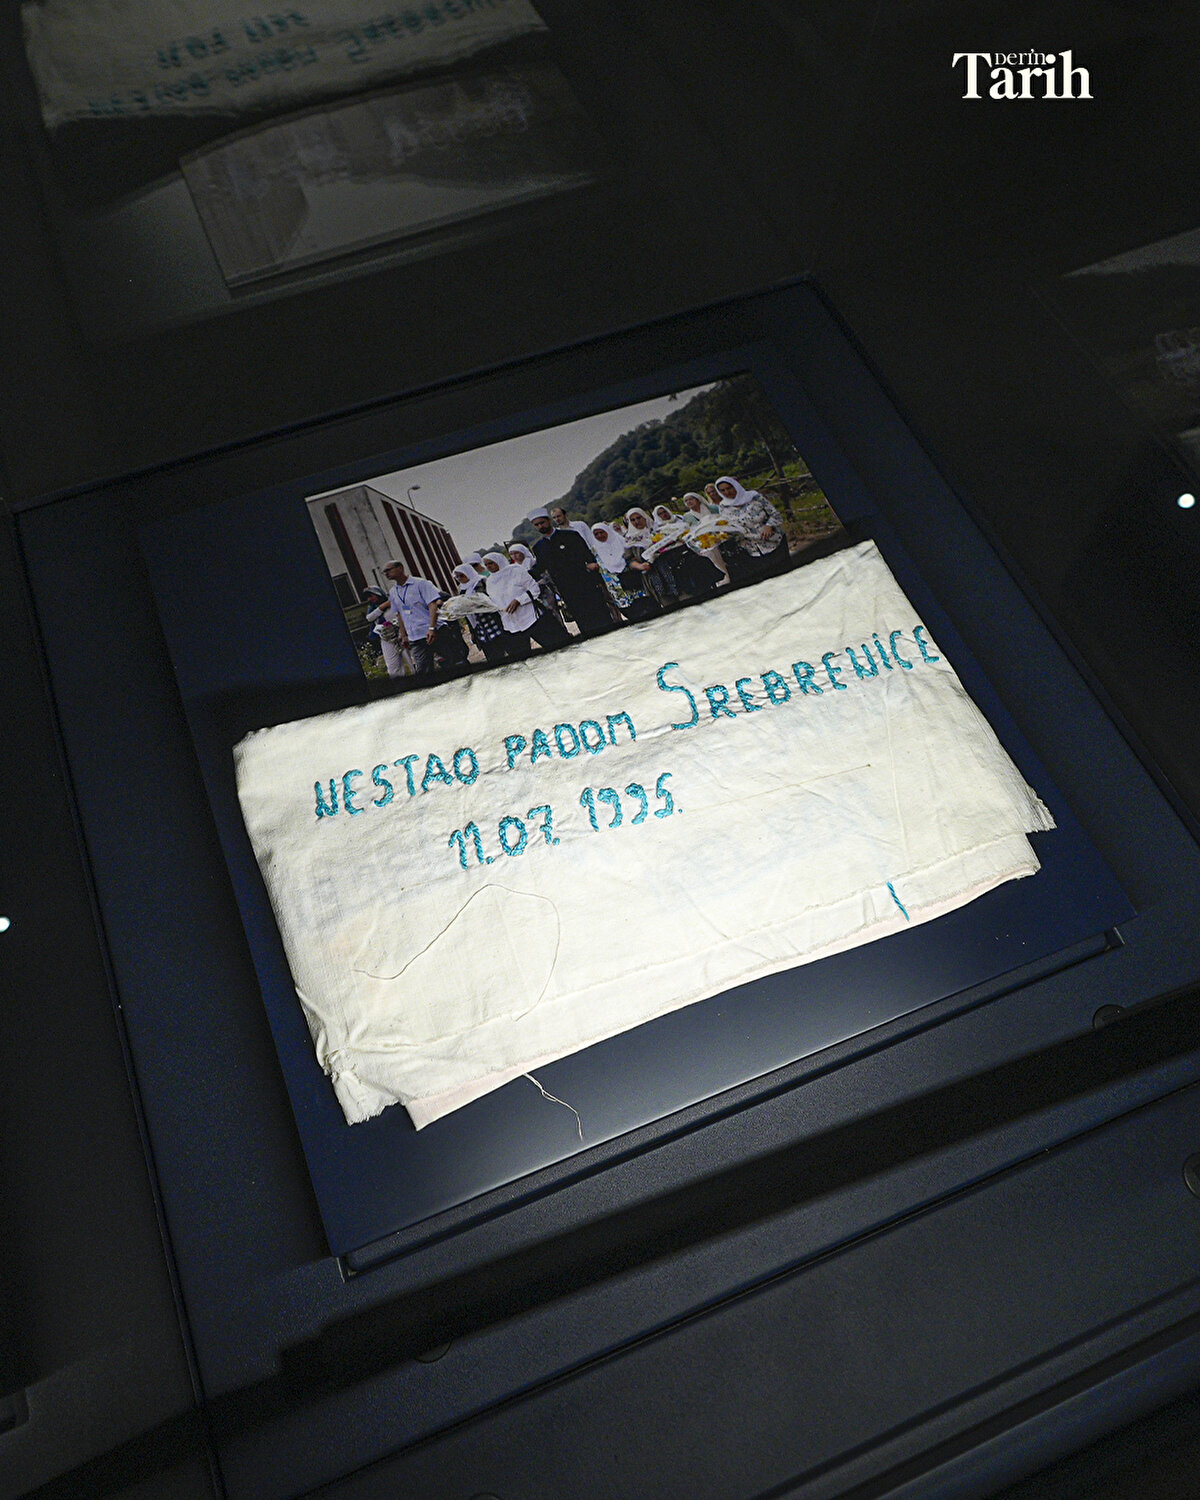 Derin
Tarih
NESTAO PADOM SREBRENICE
11.07. 1995.